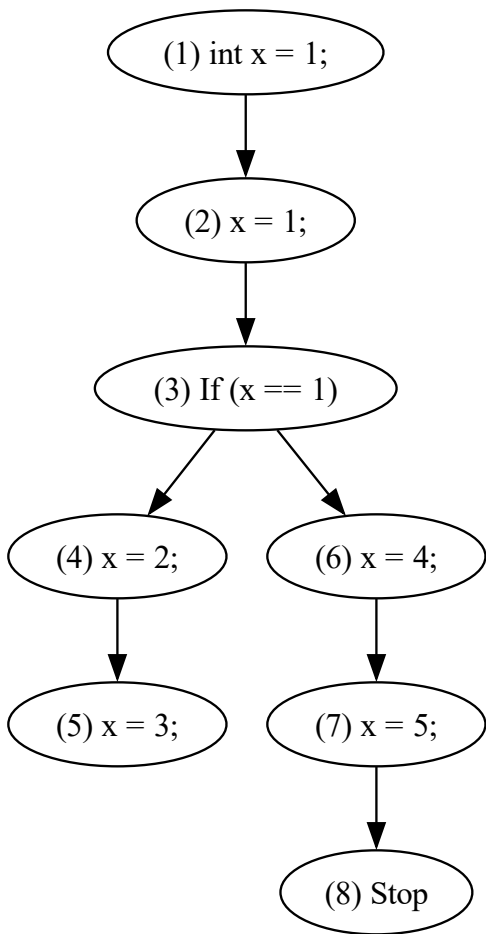 (1) int x = 1;
(2) x = 1;
(3) If (x == 1)
(4) x = 2;
(6) x = 4;
(5) x = 3;
(7) x = 5;
(8) Stop